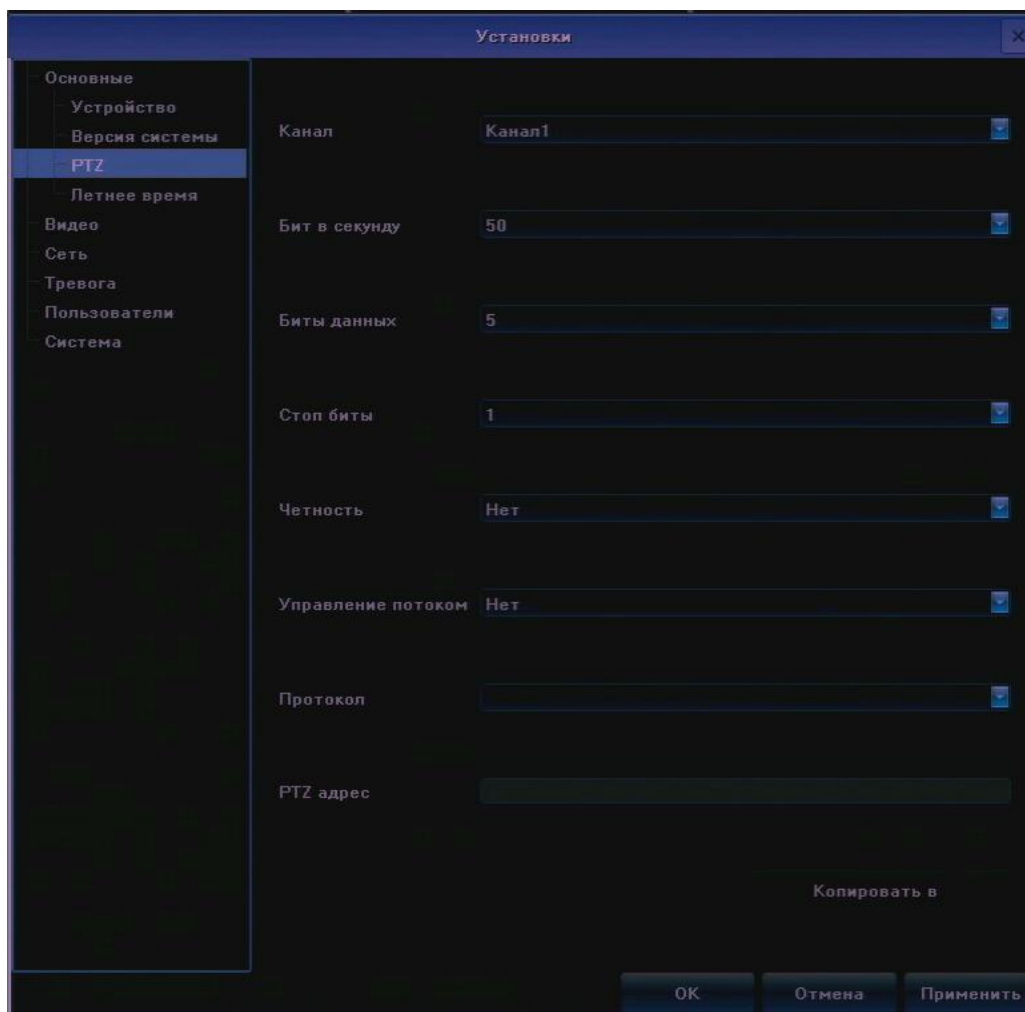 Установки
Основные
Устройство
Версия системы
PTZ
Летнее время
Видео
Сеть
Тревога
Пользователи
Система
Канал Канал1
Бит в секунду 50
Биты данных 5
Стоп биты 1
Четность Нет
Управление потоком Нет
Протокол
PTZ адрес
Копировать в
OK Отмена Применить